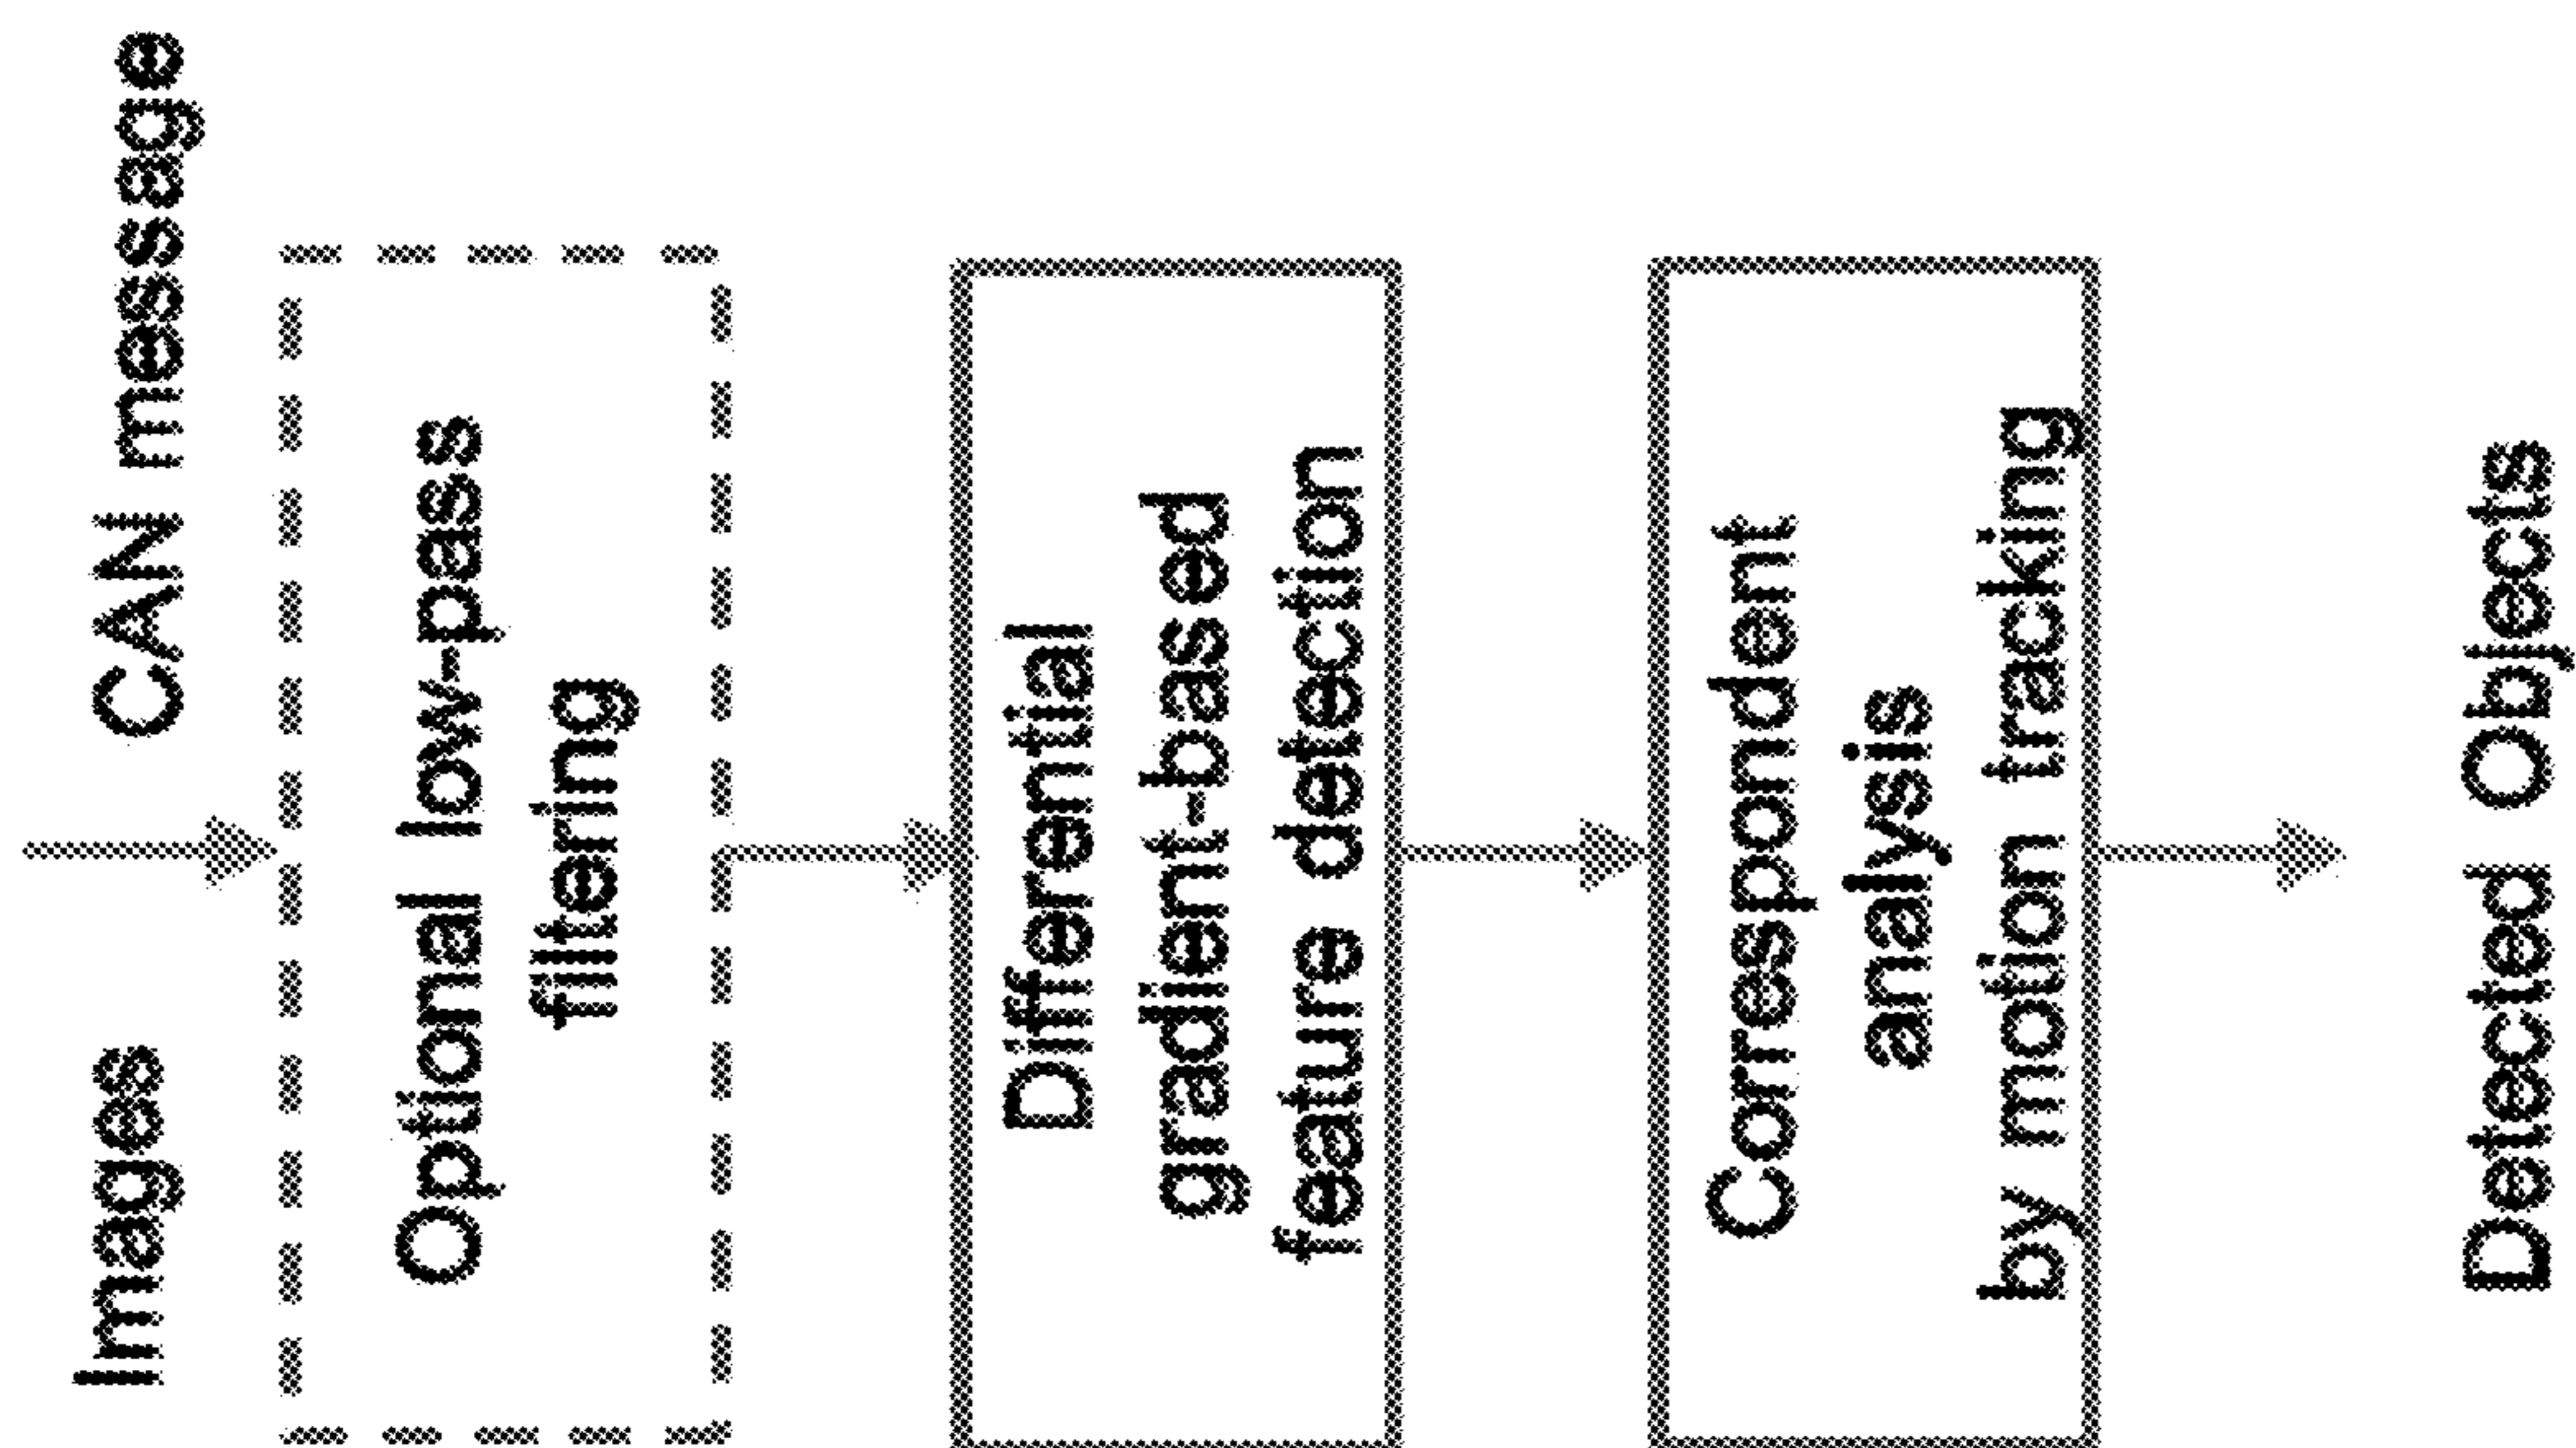 Images CAN message
Optional low-pass
filtering
Differential
gradient-based
feature detection
Correspondent
analysis
by motion tracking
Detected Objects